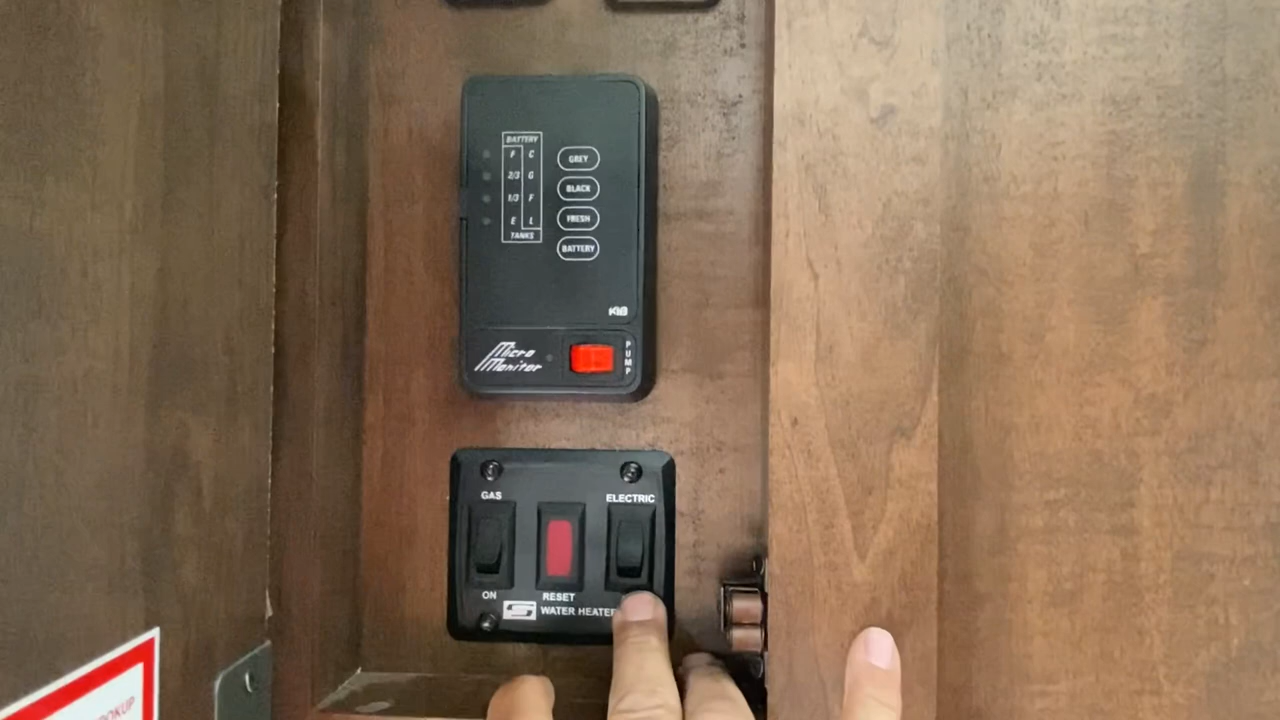 BATTERY
F C
2/3 G
1/3 F
E L
TANKS
GREY
BLACK
FRESH
BATTERY
KIB
Micro
Monitor
PUMP
GAS
ELECTRIC
ON
RESET
WATER HEATER